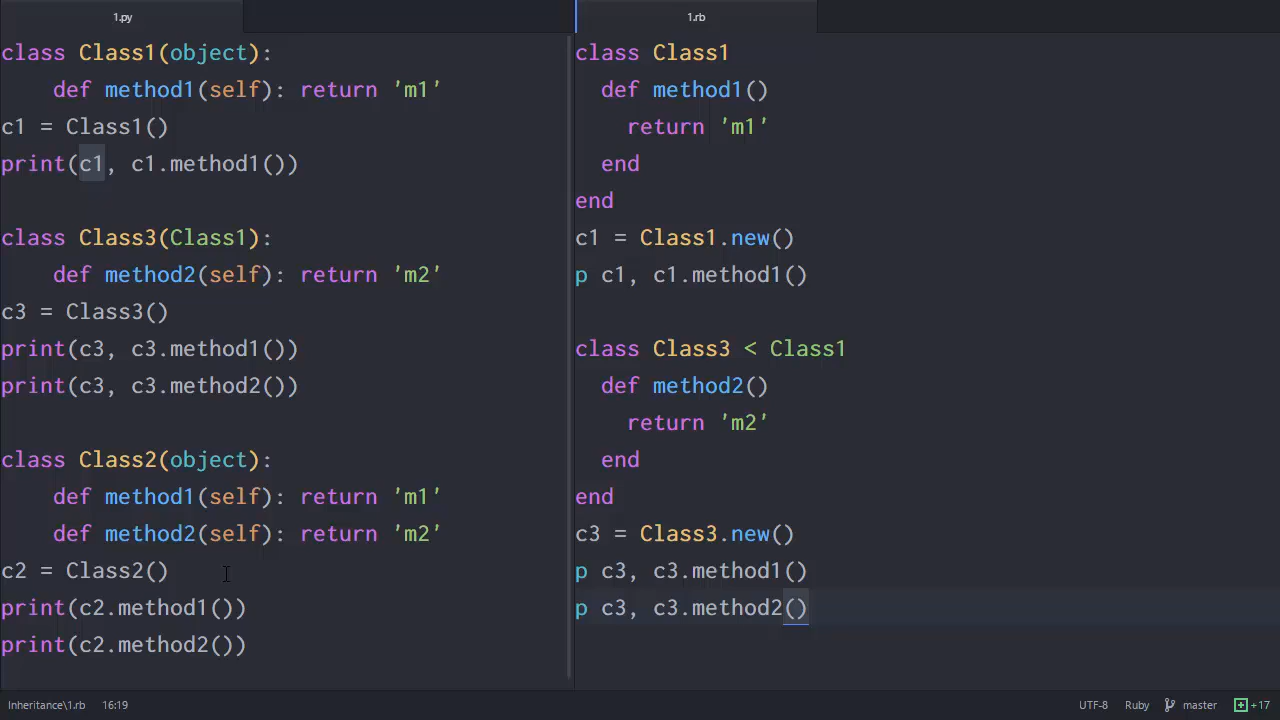 1.py
class Class1(object):
    def method1(self): return 'm1'
c1 = Class1()
print(c1, c1.method1())

class Class3(Class1):
    def method2(self): return 'm2'
c3 = Class3()
print(c3, c3.method1())
print(c3, c3.method2())

class Class2(object):
    def method1(self): return 'm1'
    def method2(self): return 'm2'
c2 = Class2()
print(c2.method1())
print(c2.method2())
1.rb
class Class1
  def method1()
    return 'm1'
  end
end
c1 = Class1.new()
p c1, c1.method1()

class Class3 < Class1
  def method2()
    return 'm2'
  end
end
c3 = Class3.new()
p c3, c3.method1()
p c3, c3.method2()
Inheritance\1.rb 16:19 UTF-8 Ruby master +17